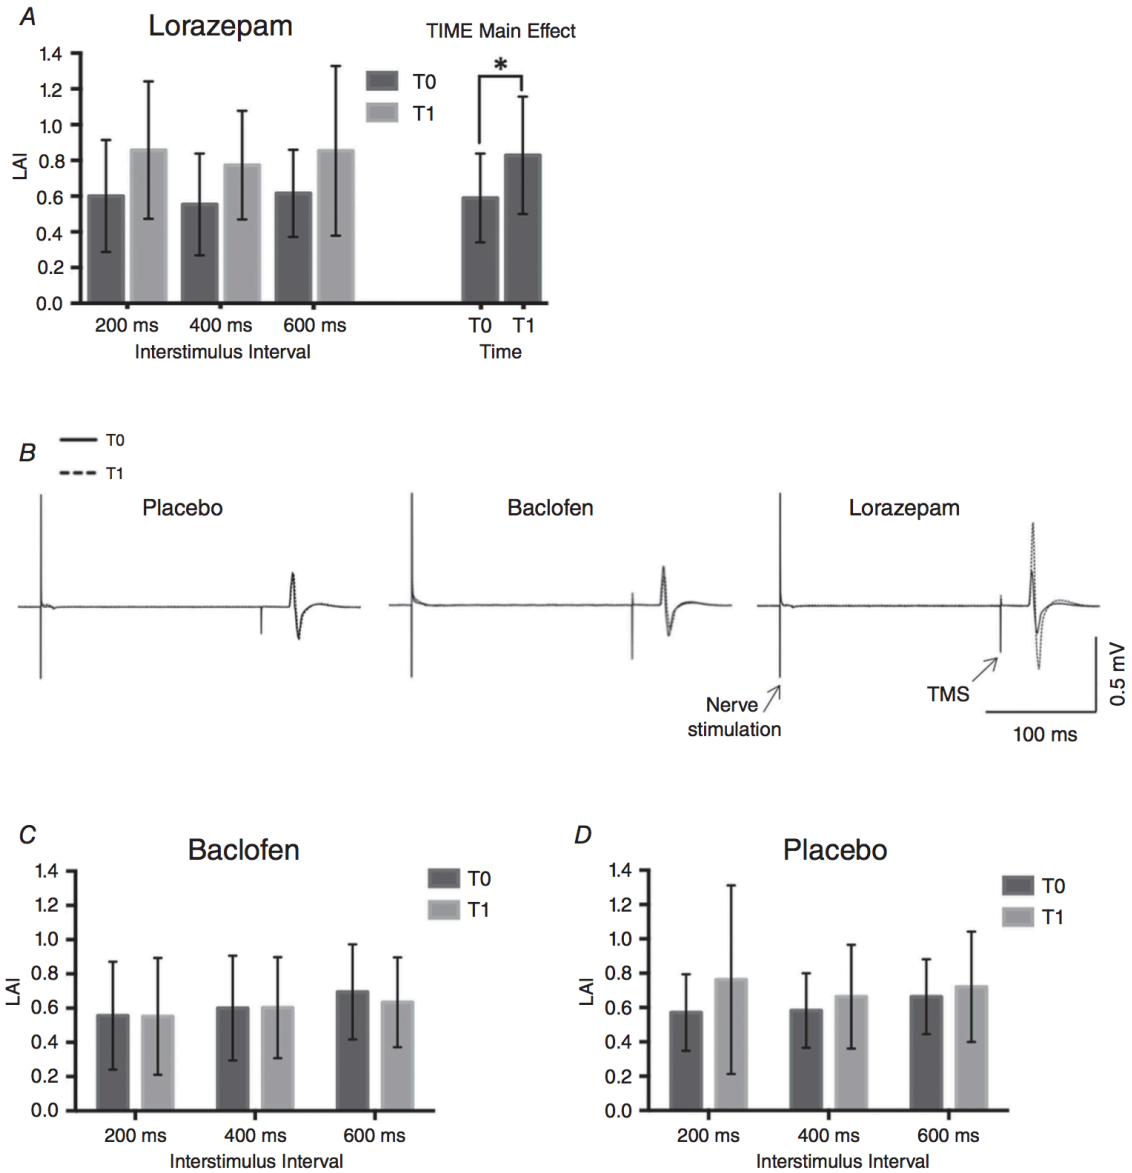 A
Lorazepam
TIME Main Effect
1.4
1.2
1.0
0.8
0.6
0.4
0.2
0.0
LAI
T0
T1
*
200 ms
400 ms
600 ms
Interstimulus Interval
T0
T1
Time
B
T0
T1
Placebo
Baclofen
Lorazepam
Nerve
stimulation
TMS
0.5 mV
100 ms
C
Baclofen
1.4
1.2
1.0
0.8
0.6
0.4
0.2
0.0
LAI
T0
T1
200 ms
400 ms
600 ms
Interstimulus Interval
D
Placebo
1.4
1.2
1.0
0.8
0.6
0.4
0.2
0.0
LAI
T0
T1
200 ms
400 ms
600 ms
Interstimulus Interval